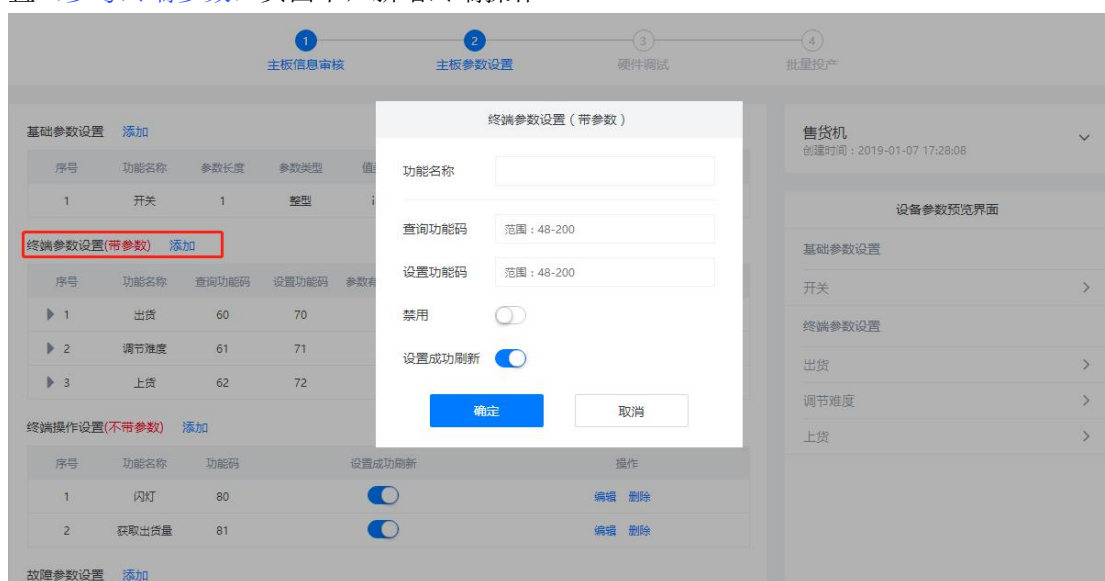 1
2
3
4
主板信息审核
主板参数设置
硬件调试
批量投产
基础参数设置 添加
序号 功能名称 参数长度 参数类型
1 开关 1 整型
终端参数设置(带参数) 添加
序号 功能名称 查询功能码 设置功能码
1 出货 60 70
2 调节难度 61 71
3 上货 62 72
终端操作设置(不带参数) 添加
序号 功能名称 功能码 设置成功刷新 操作
1 闪灯 80 编辑 删除
2 获取出货量 81 编辑 删除
故障参数设置 添加
终端参数设置(带参数)
功能名称
查询功能码 范围:48-200
设置功能码 范围:48-200
禁用
设置成功刷新
确定 取消
售货机
创建时间:2019-01-07 17:28:08
设备参数预览界面
基础参数设置
开关
终端参数设置
出货
调节难度
上货